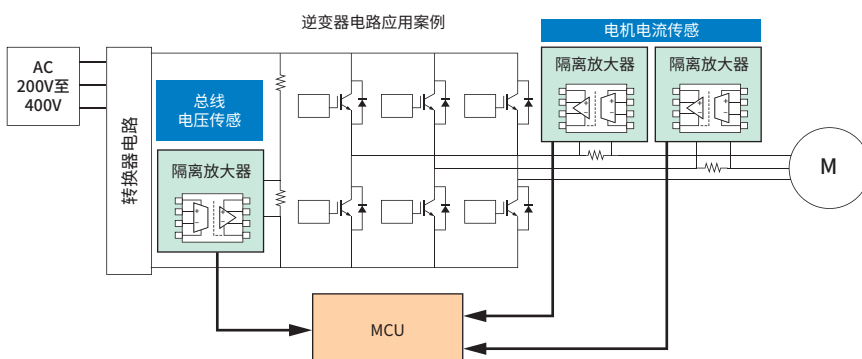 逆变器电路应用案例
AC
200V至
400V
转换器电路
总线
电压传感
隔离放大器
电机电流传感
隔离放大器
隔离放大器
M
MCU